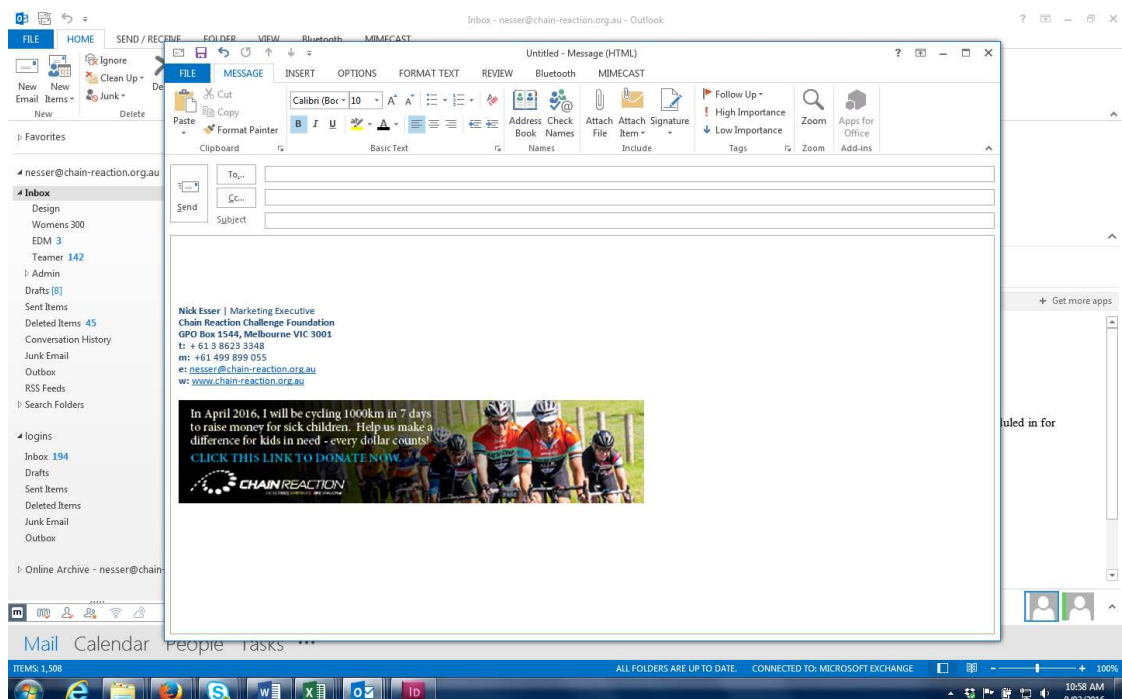 Inbox - nesser@chain-reaction.org.au - Outlook
FILE HOME SEND / RECEIVE FOLDER VIEW Bluetooth MIMECAST
Untitled - Message (HTML)
FILE MESSAGE INSERT OPTIONS FORMAT TEXT REVIEW Bluetooth MIMECAST
New Email
New Items
Ignore
Clean Up
Junk
New
Delete
Paste
Cut
Copy
Format Painter
Clipboard
Calibri (Boc 10
B I U
Basic Text
Address Book
Check Names
Names
Attach File
Attach Item
Signature
Include
Follow Up
High Importance
Low Importance
Tags
Zoom
Zoom
Apps for Office
Add-ins
Send
To...
Cc...
Subject
Favorites
nesser@chain-reaction.org.au
Inbox
Design
Womens 300
EDM 3
Teamer 142
Admin
Drafts [8]
Sent Items
Deleted Items 45
Conversation History
Junk Email
Outbox
RSS Feeds
Search Folders
logins
Inbox 194
Drafts
Sent Items
Deleted Items
Junk Email
Outbox
Online Archive - nesser@chain-
Nick Esser | Marketing Executive
Chain Reaction Challenge Foundation
GPO Box 1544, Melbourne VIC 3001
t: + 61 3 8623 3348
m: +61 499 899 055
e: nesser@chain-reaction.org.au
w: www.chain-reaction.org.au
In April 2016, I will be cycling 1000km in 7 days
to raise money for sick children. Help us make a
difference for kids in need - every dollar counts!
CLICK THIS LINK TO DONATE NOW.
CHAIN REACTION
+ Get more apps
uled in for
Mail Calendar People Tasks
ITEMS: 1,508
ALL FOLDERS ARE UP TO DATE. CONNECTED TO: MICROSOFT EXCHANGE 100%
10:58 AM